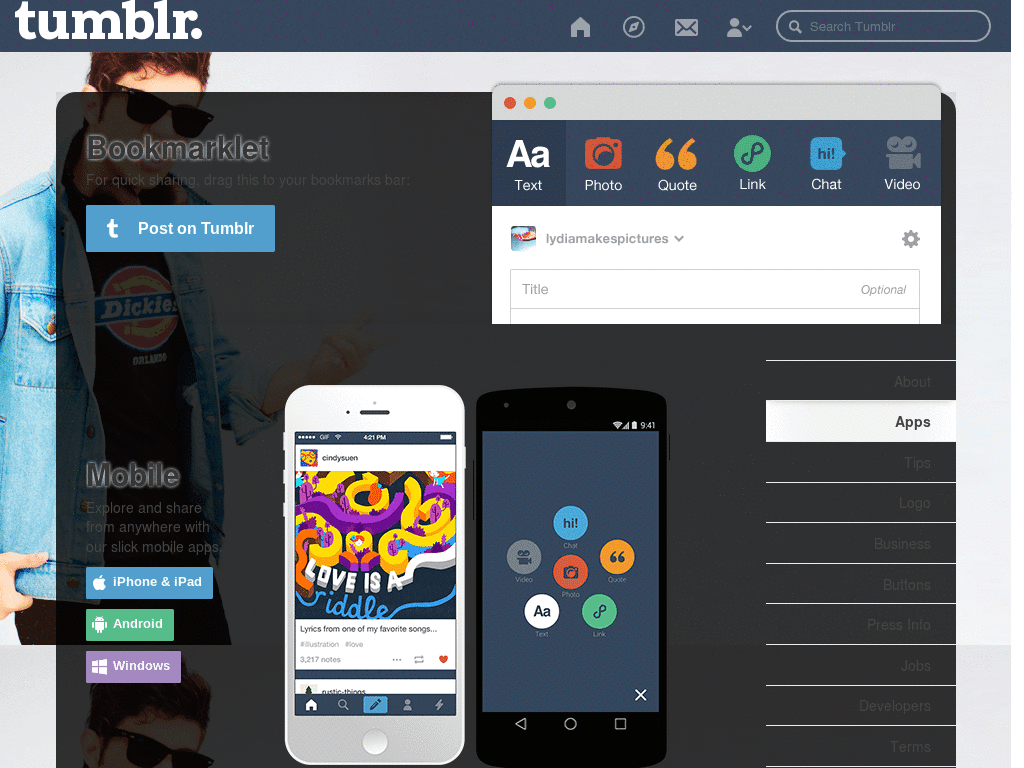 tumblr.
Search Tumblr
Bookmarklet
For quick sharing, drag this to your bookmarks bar:
t Post on Tumblr
Aa
Text
Photo
Quote
Link
hi!
Chat
Video
lydiamakespictures
Title
Optional
Dickies
ORLANDO
About
Apps
Tips
Logo
Business
Buttons
Press Info
Jobs
Developers
Terms
Mobile
Explore and share
from anywhere with
our slick mobile apps.
iPhone & iPad
Android
Windows
GIF 4:21 PM
cindysuen
LOVE IS A
riddle
Lyrics from one of my favorite songs...
#illustration #love
3,217 notes
rustic-things
9:41
hi!
Chat
Video
Quote
Photo
Aa
Text
Link